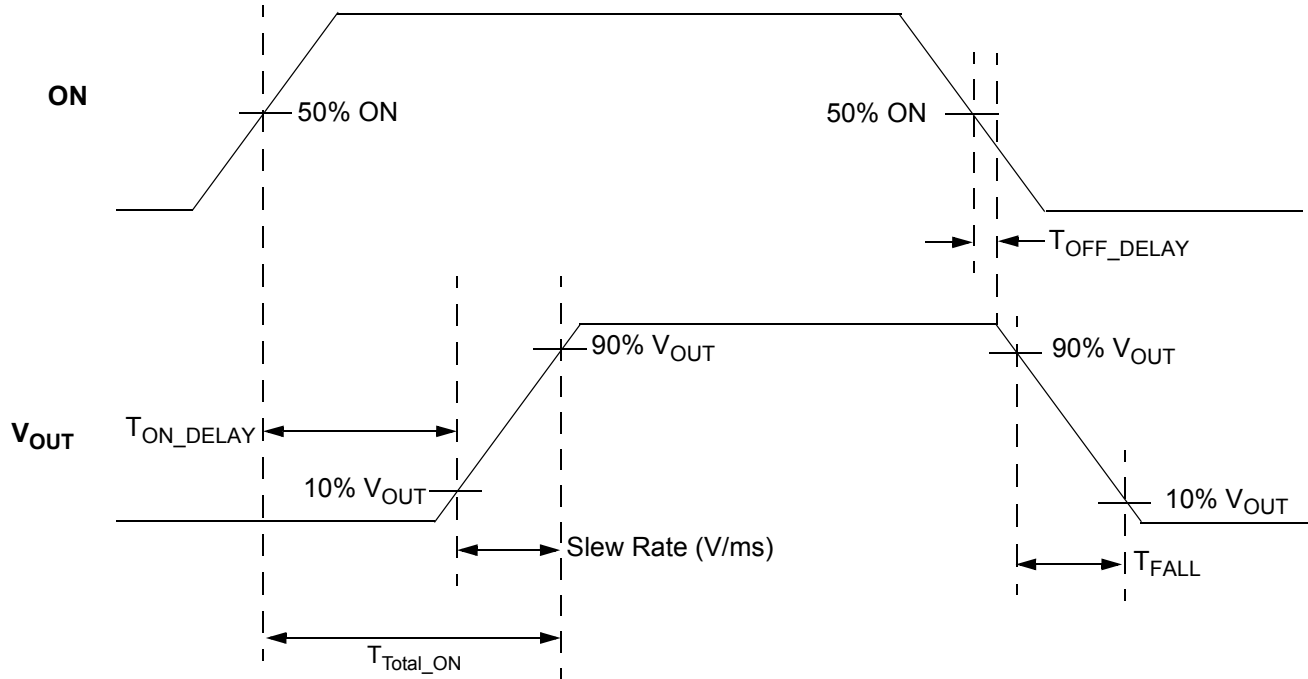 ON
50% ON
50% ON
T_OFF_DELAY
90% V_OUT
90% V_OUT
V_OUT
T_ON_DELAY
10% V_OUT
10% V_OUT
Slew Rate (V/ms)
T_FALL
T_Total_ON